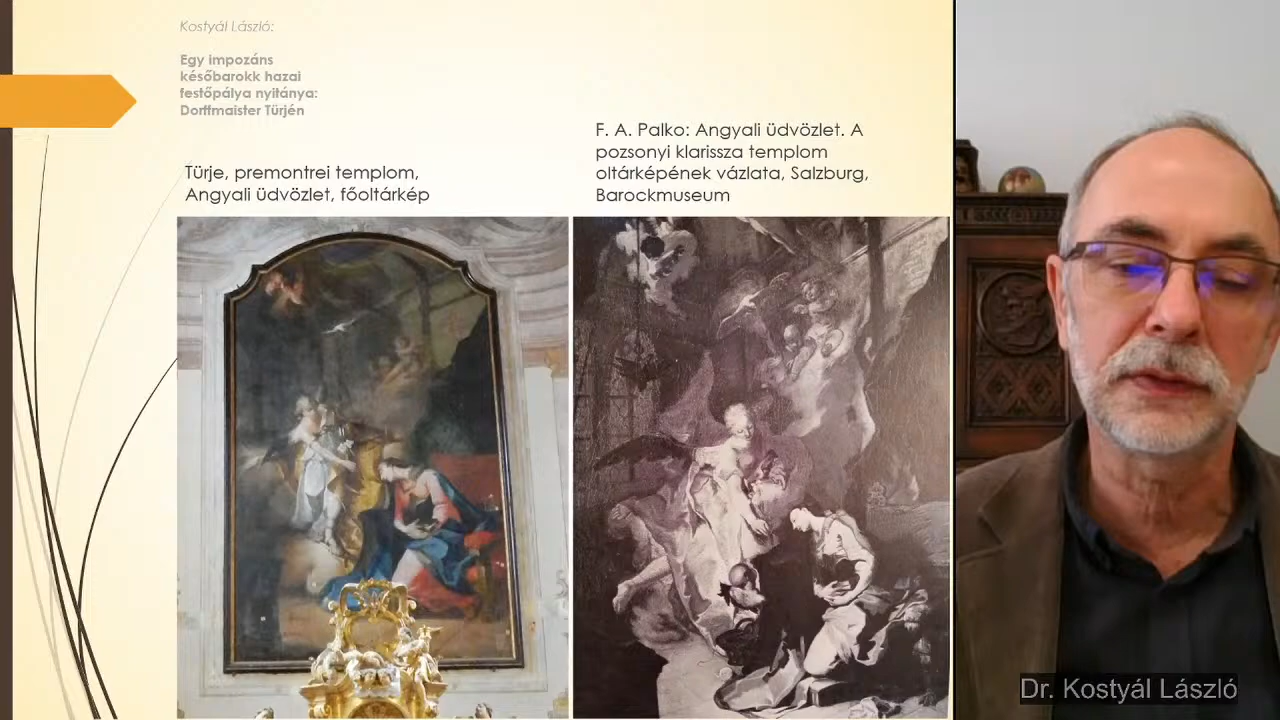 Kostyál László:
Egy impozáns
későbarokk hazai
festőpálya nyitánya:
Dorffmaister Türjén
Türje, premontrei templom,
Angyali üdvözlet, főoltárkép
F. A. Palko: Angyali üdvözlet. A
pozsonyi klarissza templom
oltárképének vázlata, Salzburg,
Barockmuseum
Dr. Kostyál László